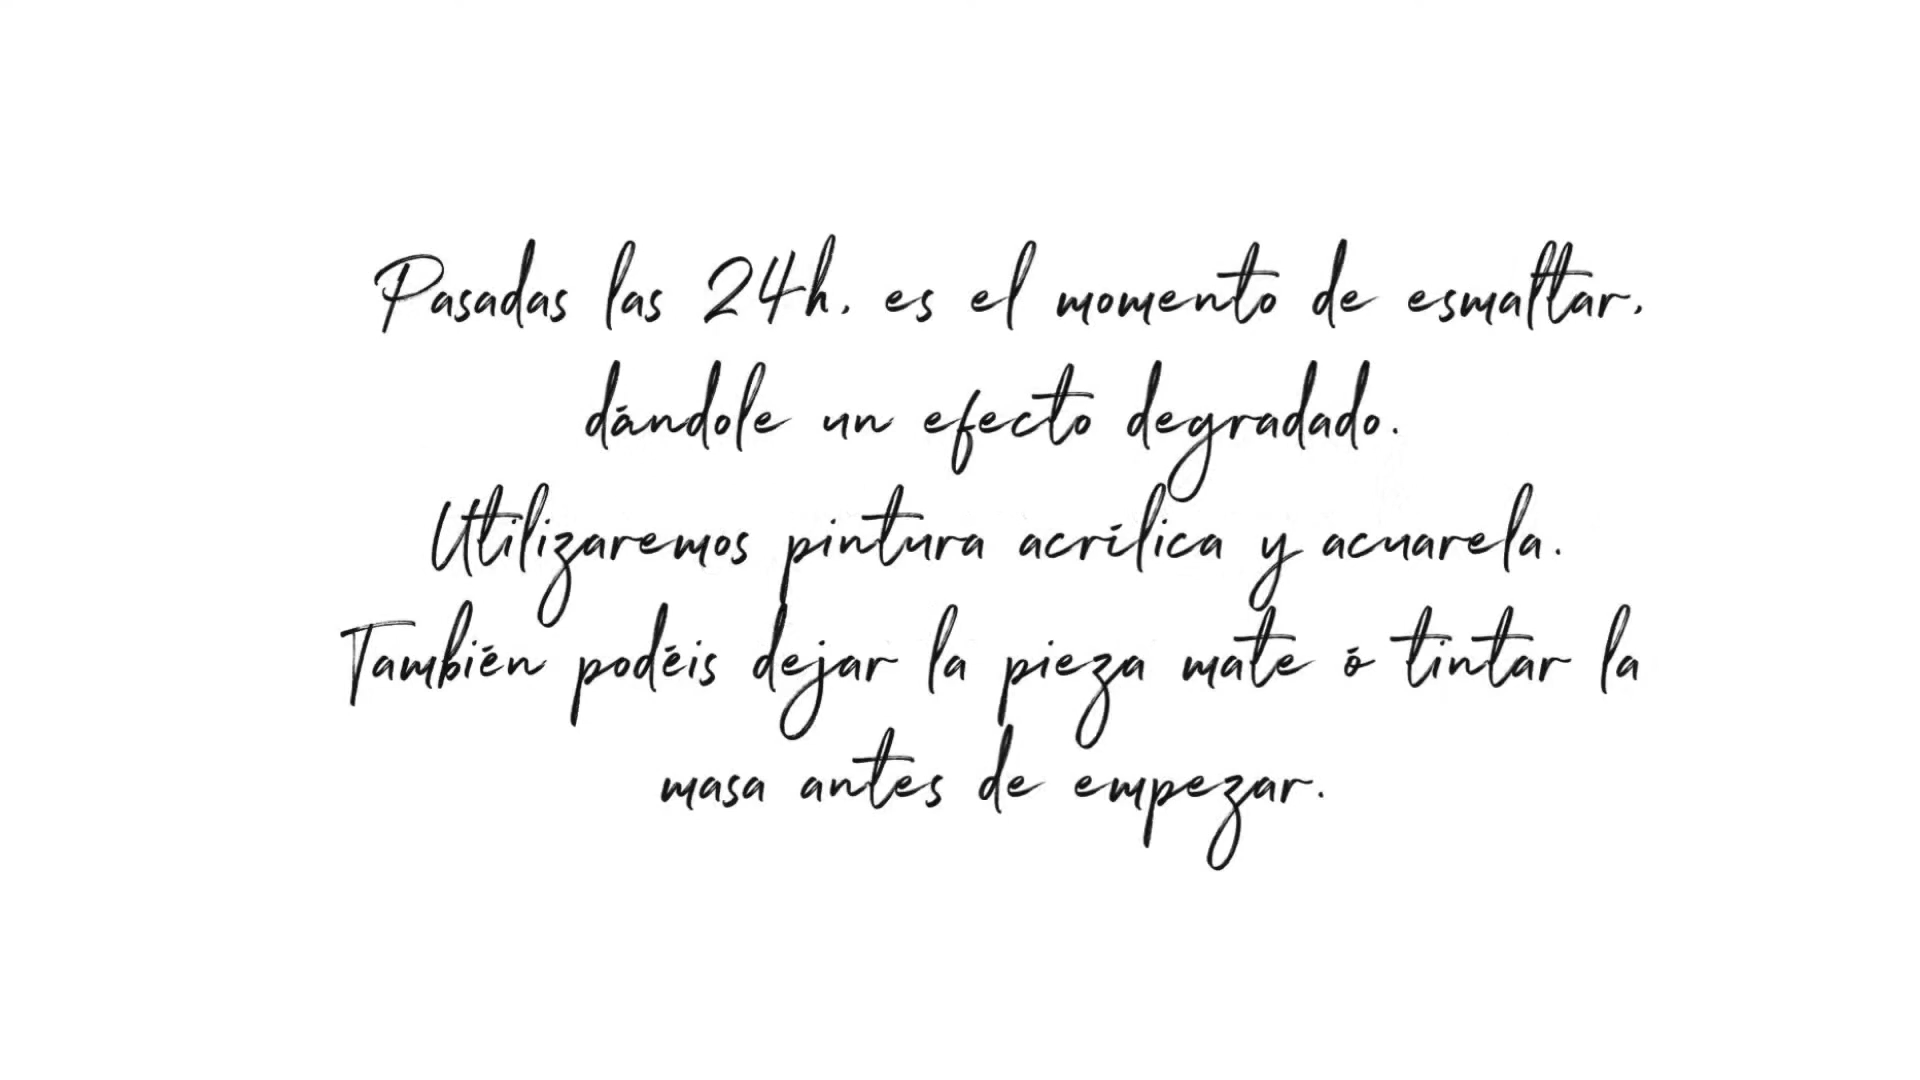 Pasadas las 24h, es el momento de esmaltar,
dándole un efecto degradado.
Utilizaremos pintura acrílica y acuarela.
También podéis dejar la pieza mate ó tintar la
masa antes de empezar.